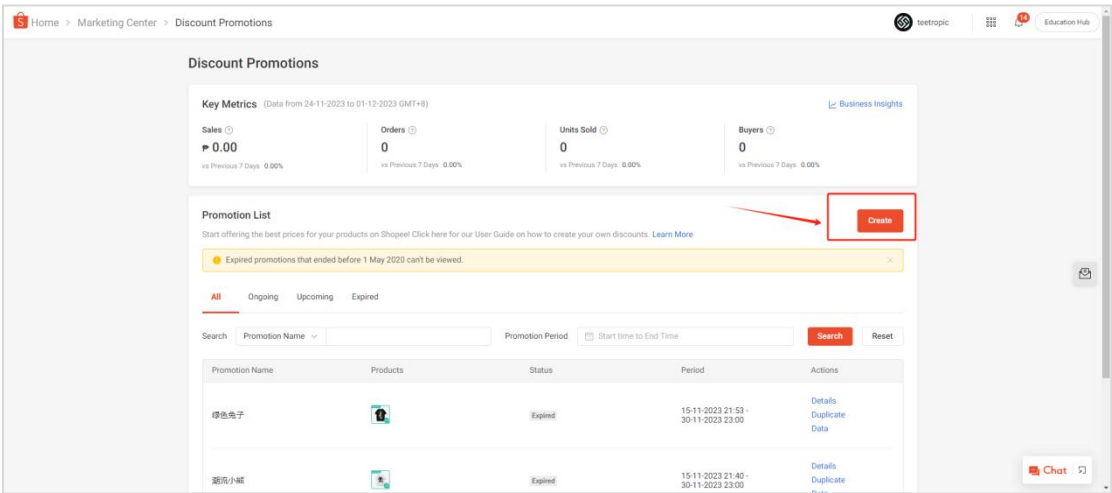 Home > Marketing Center > Discount Promotions
teetropic
14
Education Hub
Discount Promotions
Key Metrics (Data from 24-11-2023 to 01-12-2023 GMT+8)
Business Insights
Sales Orders Units Sold Buyers
₱ 0.00 0 0 0
vs Previous 7 Days 0.00% vs Previous 7 Days 0.00% vs Previous 7 Days 0.00% vs Previous 7 Days 0.00%
Promotion List
Create
Start offering the best prices for your products on Shopee! Click here for our User Guide on how to create your own discounts. Learn More
Expired promotions that ended before 1 May 2020 can't be viewed.
All Ongoing Upcoming Expired
Search Promotion Name Promotion Period Start time to End Time Search Reset
Promotion Name Products Status Period Actions
绿色兔子 Expired 15-11-2023 21:53 - 30-11-2023 23:00 Details Duplicate Data
潮流小熊 Expired 15-11-2023 21:40 - 30-11-2023 23:00 Details Duplicate Data
Chat